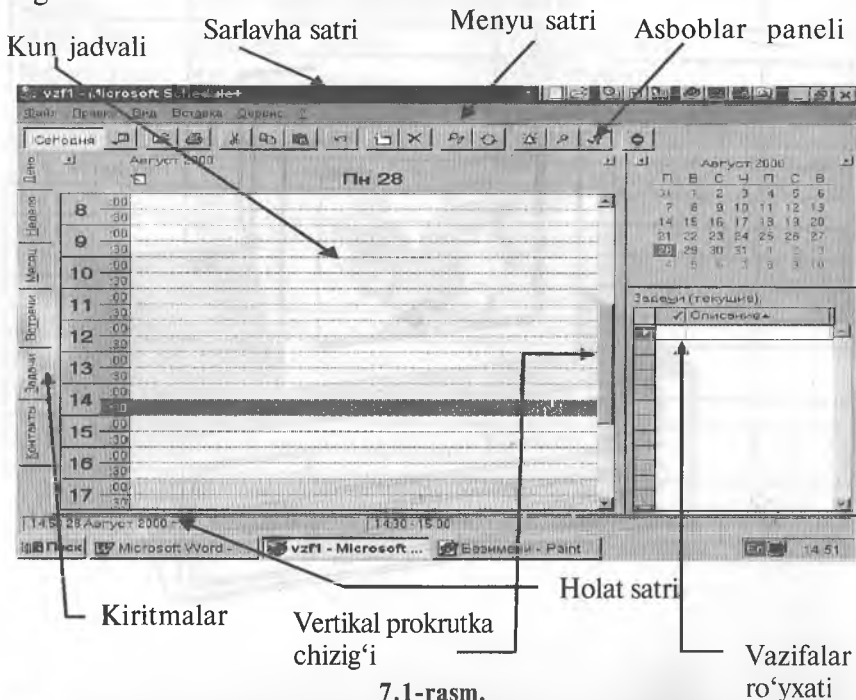 Kun jadvali
Sarlavha satri
Menyu satri
Asboblar paneli
vzf1 - Microsoft Schedule+
Файл Правка Вид Вставка Сервис ?
Сегодня
Август 2000
Пн 28
День
Неделя
Месяц
Встречи
Задачи
Контакты
8 :00
:30
9 :00
:30
10 :00
:30
11 :00
:30
12 :00
:30
13 :00
:30
14 :00
:30
15 :00
:30
16 :00
:30
17 :00
:30
Август 2000
П В С Ч П С В
31 1 2 3 4 5 6
7 8 9 10 11 12 13
14 15 16 17 18 19 20
21 22 23 24 25 26 27
28 29 30 31 1 2 3
4 5 6 7 8 9 10
Задачи (текущие)
Описание
28 Август 2000
14:30 - 15:00
Пуск
Microsoft Word -
vzf1 - Microsoft ...
Безимени - Paint
14:51
Kiritmalar
Vertikal prokrutka
chizig‘i
Holat satri
Vazifalar
ro‘yxati
7.1-rasm.